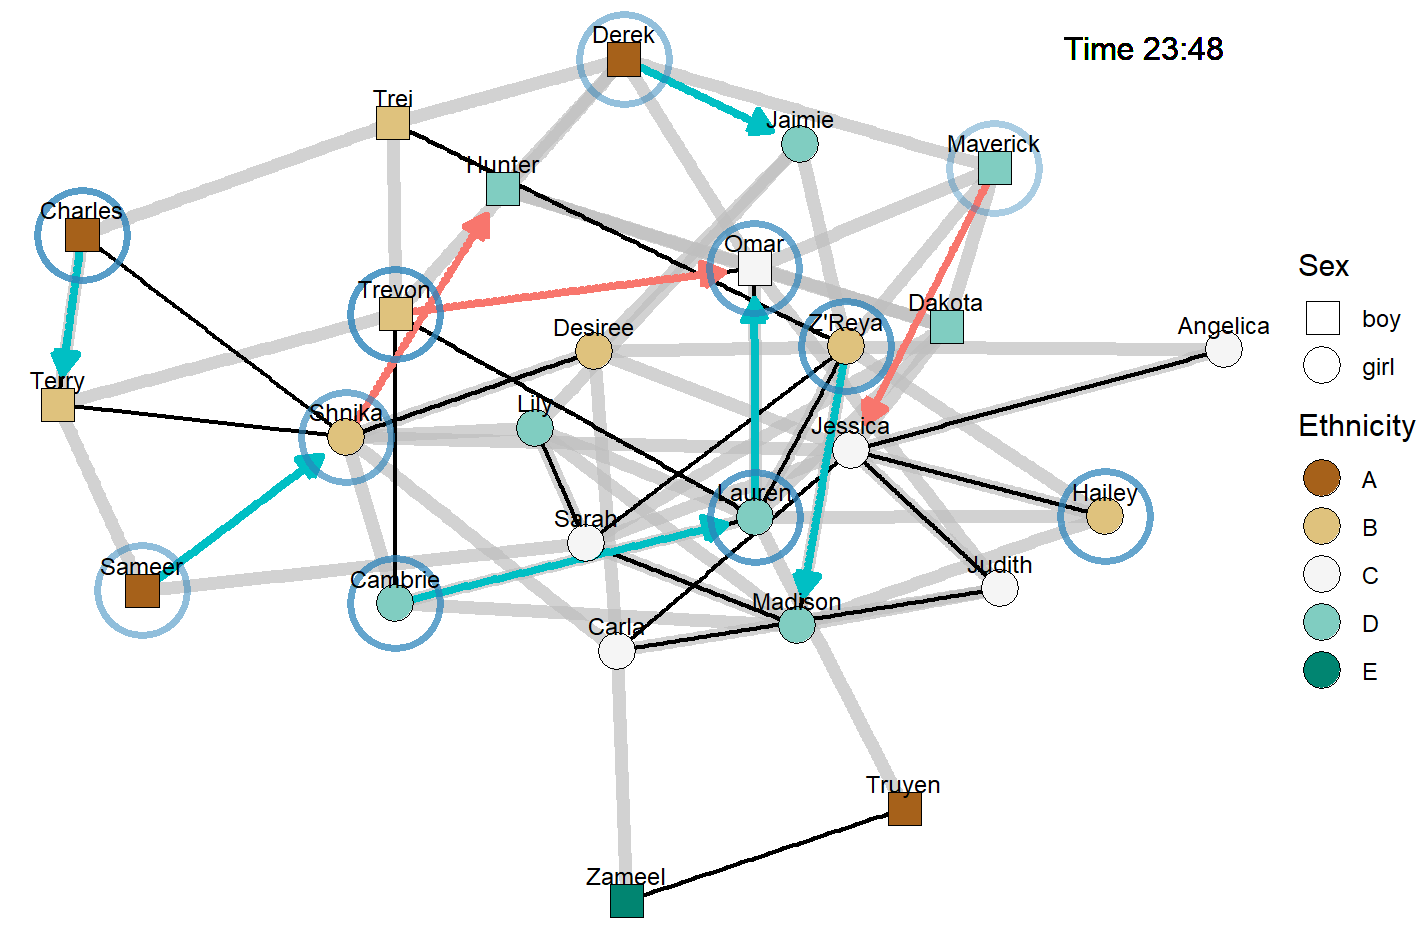 Derek
Time 23:48
Trei
Jaimie
Hunter
Maverick
Charles
Omar
Sex
Trevon
Dakota
boy
Desiree
Z'Reya
Angelica
girl
Terry
Shnika
Lily
Jessica
Ethnicity
A
Lauren
Hailey
Sarah
B
Sameer
Cambrie
Judith
C
Carla
Madison
D
E
Truyen
Zameel